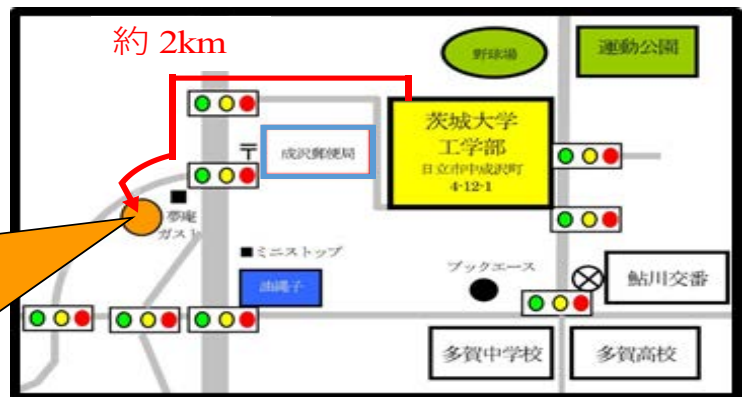 約 2km
野球場
運動公園
茨城大学
工学部
日立市中成沢町
4-12-1
〒
成沢郵便局
夢庵
ガスト
■ミニストップ
油縄子
ブックエース
鮎川交番
多賀中学校
多賀高校